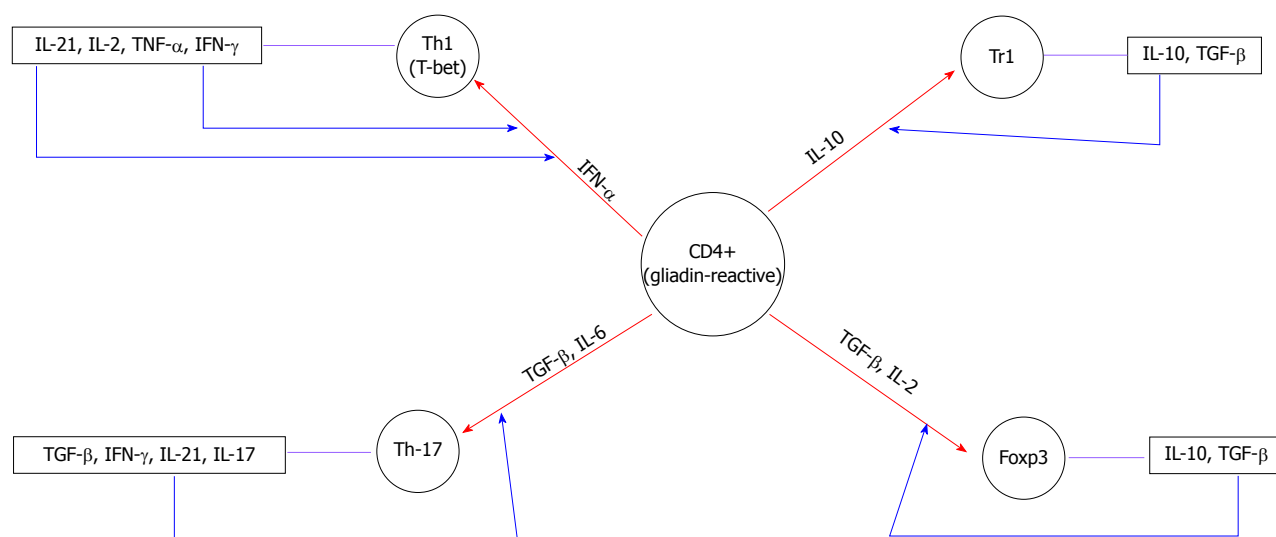 IL-21, IL-2, TNF-α, IFN-γ
Th1
(T-bet)
Tr1
IL-10, TGF-β
IFN-α
IL-10
CD4+
(gliadin-reactive)
TGF-β, IL-6
TGF-β, IL-2
TGF-β, IFN-γ, IL-21, IL-17
Th-17
Foxp3
IL-10, TGF-β